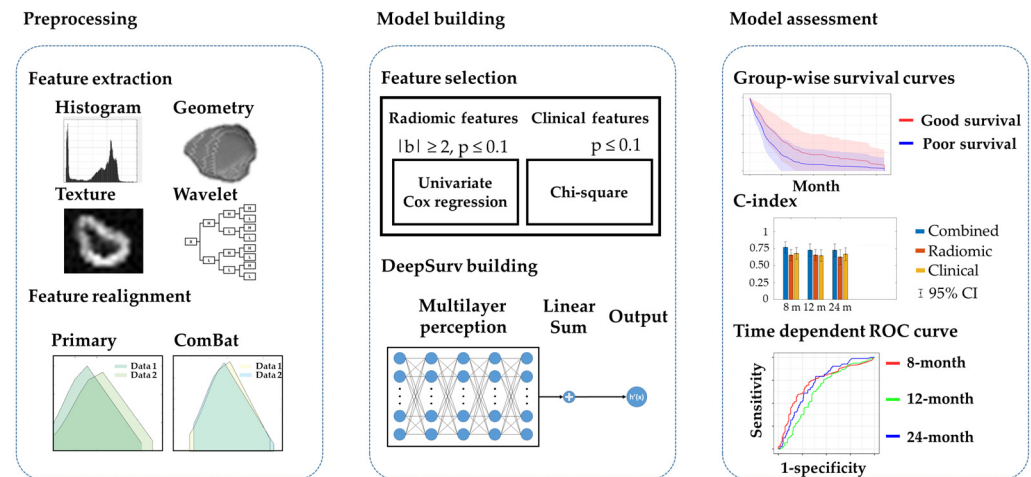 Preprocessing
Feature extraction
Histogram
Geometry
Texture
Wavelet
X
H
L
H
L
H
L
H
L
H
L
H
L
H
L
Feature realignment
Primary
ComBat
Data 1
Data 2
Data 1
Data 2
Model building
Feature selection
Radiomic features
Clinical features
|b| ≥ 2, p ≤ 0.1
p ≤ 0.1
Univariate
Cox regression
Chi-square
DeepSurv building
Multilayer
perception
Linear
Sum
Output
h'(x)
Model assessment
Group-wise survival curves
Good survival
Poor survival
Month
C-index
1
0.75
0.50
0.25
0
8 m
12 m
24 m
Combined
Radiomic
Clinical
95% CI
Time dependent ROC curve
Sensitivity
1-specificity
8-month
12-month
24-month